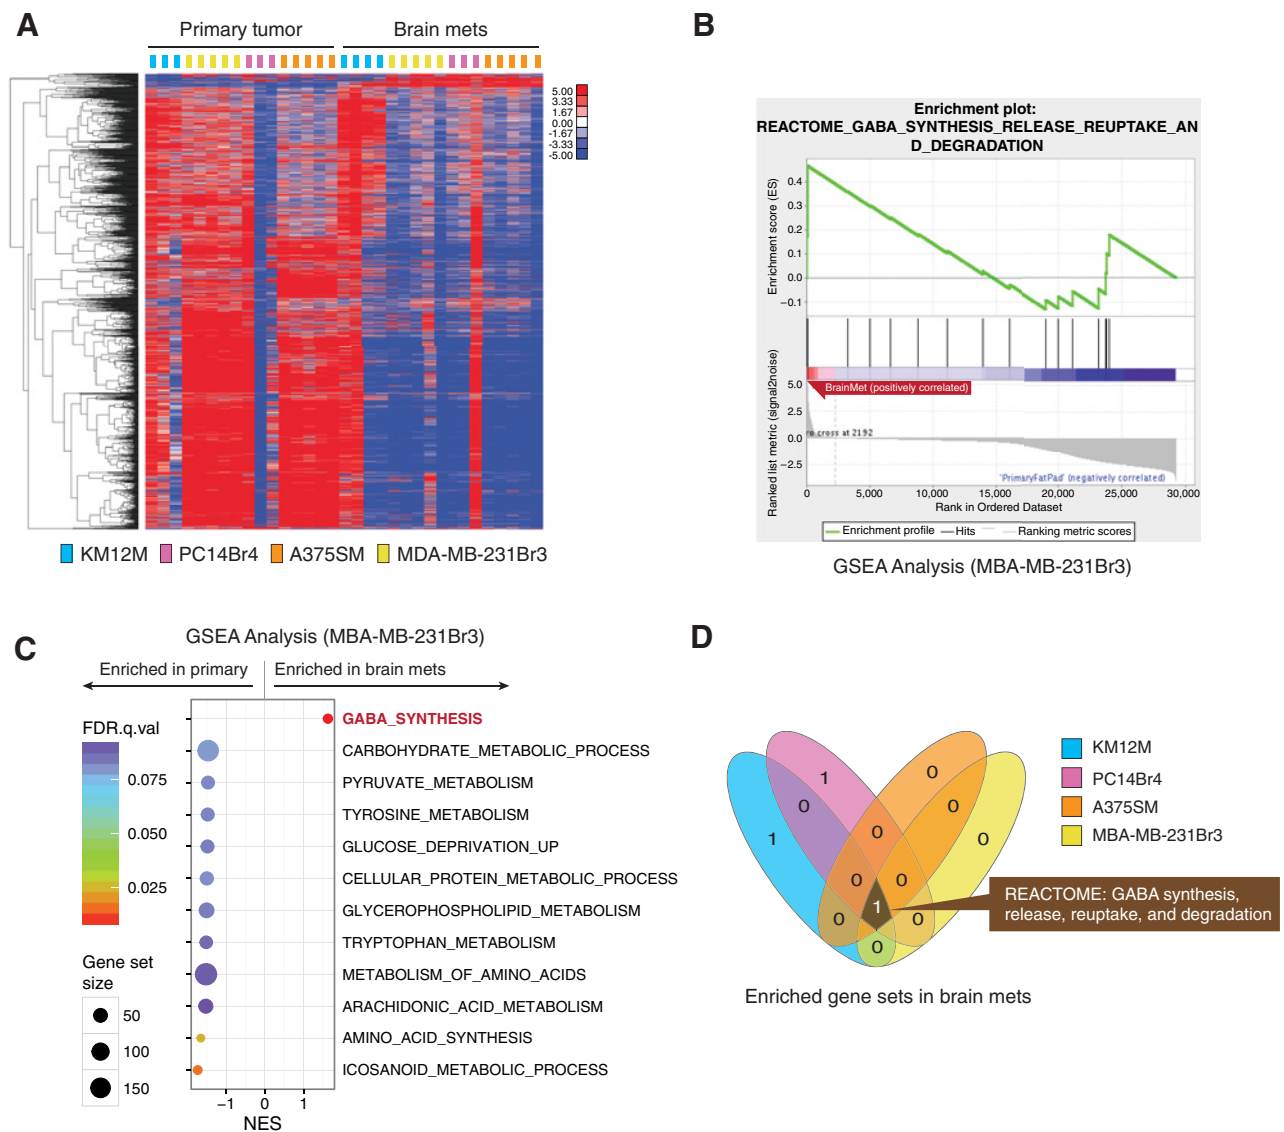 A
Primary tumor
Brain mets
5.00
3.33
1.67
0.00
-1.67
-3.33
-5.00
KM12M
PC14Br4
A375SM
MDA-MB-231Br3
B
Enrichment plot:
REACTOME_GABA_SYNTHESIS_RELEASE_REUPTAKE_AN
D_DEGRADATION
Enrichment score (ES)
0.4
0.3
0.2
0.1
0.0
−0.1
Ranked list metric (signal2noise)
5.0
2.5
0.0
−2.5
BrainMet (positively correlated)
ro cross at 2192
'PrimaryFatPad' (negatively correlated)
0 5,000 10,000 15,000 20,000 25,000 30,000
Rank in Ordered Dataset
Enrichment profile Hits Ranking metric scores
GSEA Analysis (MBA-MB-231Br3)
C
GSEA Analysis (MBA-MB-231Br3)
Enriched in primary
Enriched in brain mets
FDR.q.val
0.075
0.050
0.025
Gene set
size
50
100
150
GABA_SYNTHESIS
CARBOHYDRATE_METABOLIC_PROCESS
PYRUVATE_METABOLISM
TYROSINE_METABOLISM
GLUCOSE_DEPRIVATION_UP
CELLULAR_PROTEIN_METABOLIC_PROCESS
GLYCEROPHOSPHOLIPID_METABOLISM
TRYPTOPHAN_METABOLISM
METABOLISM_OF_AMINO_ACIDS
ARACHIDONIC_ACID_METABOLISM
AMINO_ACID_SYNTHESIS
ICOSANOID_METABOLIC_PROCESS
−1 0 1
NES
D
1 0
0 0
1 0 0
0 0
1
0 0
0
KM12M
PC14Br4
A375SM
MBA-MB-231Br3
REACTOME: GABA synthesis,
release, reuptake, and degradation
Enriched gene sets in brain mets